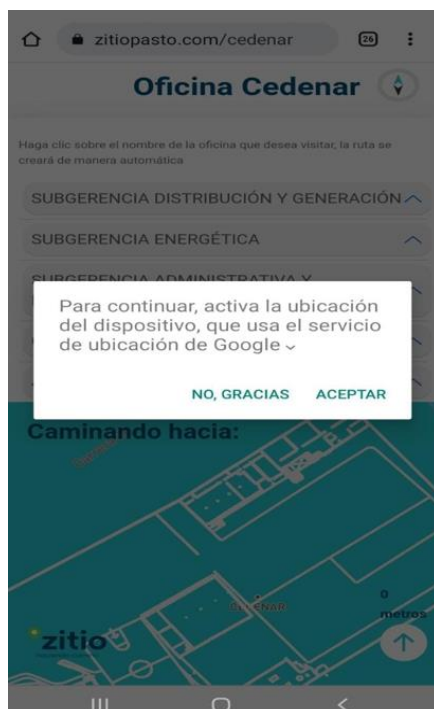 zitiopasto.com/cedenar
26
Oficina Cedenar
Haga clic sobre el nombre de la oficina que desea visitar, la ruta se
creará de manera automática
SUBGERENCIA DISTRIBUCIÓN Y GENERACIÓN
SUBGERENCIA ENERGÉTICA
SUBGERENCIA ADMINISTRATIVA Y
Para continuar, activa la ubicación
del dispositivo, que usa el servicio
de ubicación de Google
NO, GRACIAS ACEPTAR
Caminando hacia:
CEDENAR
0
metros
zitio